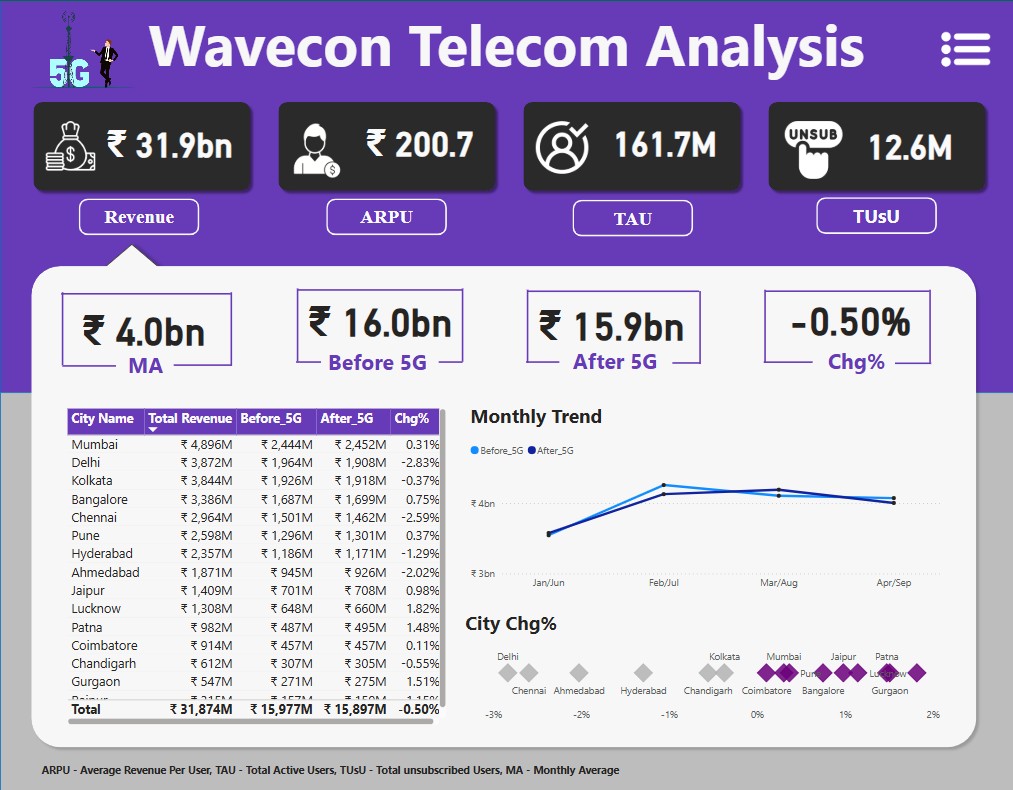 5G
Wavecon Telecom Analysis
₹ 31.9bn
₹ 200.7
161.7M
UNSUB
12.6M
$
$
Revenue
ARPU
TAU
TUsU
₹ 4.0bn
MA
₹ 16.0bn
Before 5G
₹ 15.9bn
After 5G
-0.50%
Chg%
City Name Total Revenue Before_5G After_5G Chg%
Mumbai ₹ 4,896M ₹ 2,444M ₹ 2,452M 0.31%
Delhi ₹ 3,872M ₹ 1,964M ₹ 1,908M -2.83%
Kolkata ₹ 3,844M ₹ 1,926M ₹ 1,918M -0.37%
Bangalore ₹ 3,386M ₹ 1,687M ₹ 1,699M 0.75%
Chennai ₹ 2,964M ₹ 1,501M ₹ 1,462M -2.59%
Pune ₹ 2,598M ₹ 1,296M ₹ 1,301M 0.37%
Hyderabad ₹ 2,357M ₹ 1,186M ₹ 1,171M -1.29%
Ahmedabad ₹ 1,871M ₹ 945M ₹ 926M -2.02%
Jaipur ₹ 1,409M ₹ 701M ₹ 708M 0.98%
Lucknow ₹ 1,308M ₹ 648M ₹ 660M 1.82%
Patna ₹ 982M ₹ 487M ₹ 495M 1.48%
Coimbatore ₹ 914M ₹ 457M ₹ 457M 0.11%
Chandigarh ₹ 612M ₹ 307M ₹ 305M -0.55%
Gurgaon ₹ 547M ₹ 271M ₹ 275M 1.51%
Total ₹ 31,874M ₹ 15,977M ₹ 15,897M -0.50%
Monthly Trend
Before_5G After_5G
₹ 4bn
₹ 3bn
Jan/Jun Feb/Jul Mar/Aug Apr/Sep
City Chg%
Delhi Kolkata Mumbai Jaipur Patna
Pune Lucknow
Chennai Ahmedabad Hyderabad Chandigarh Coimbatore Bangalore Gurgaon
-3% -2% -1% 0% 1% 2%
ARPU - Average Revenue Per User, TAU - Total Active Users, TUsU - Total unsubscribed Users, MA - Monthly Average